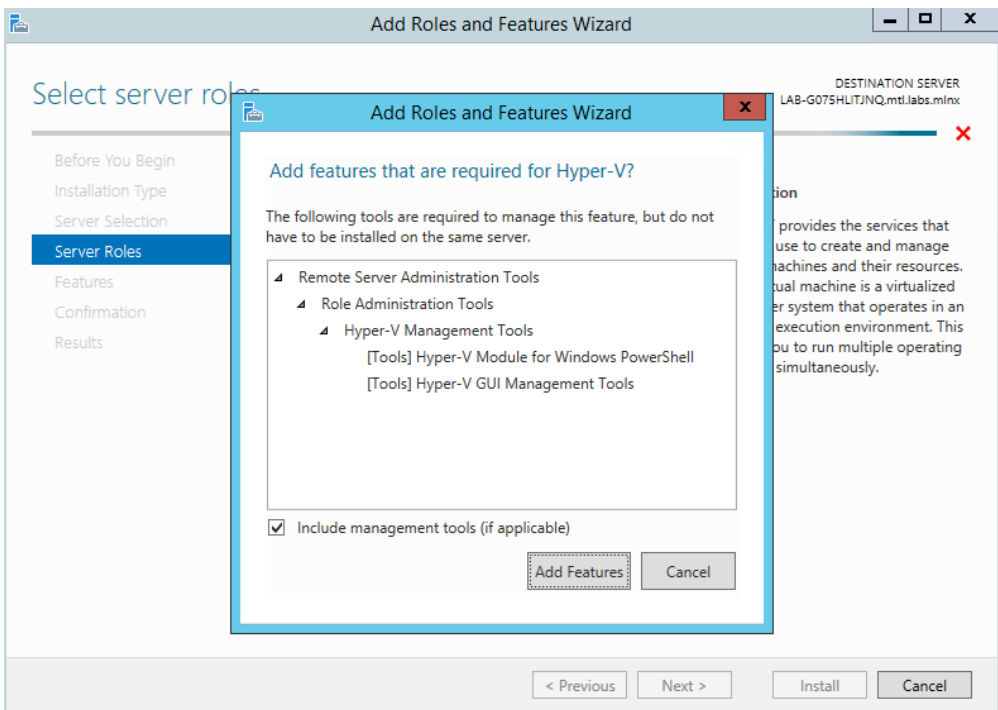 Add Roles and Features Wizard
Select server roles
DESTINATION SERVER
LAB-G075HLITJNQ.mtl.labs.mlnx
Before You Begin
Installation Type
Server Selection
Server Roles
Features
Confirmation
Results
Add Roles and Features Wizard
Add features that are required for Hyper-V?
The following tools are required to manage this feature, but do not
have to be installed on the same server.
Remote Server Administration Tools
Role Administration Tools
Hyper-V Management Tools
[Tools] Hyper-V Module for Windows PowerShell
[Tools] Hyper-V GUI Management Tools
Include management tools (if applicable)
Add Features
Cancel
provides the services that
use to create and manage
and their resources.
machine is a virtualized
system that operates in an
execution environment. This
to run multiple operating
simultaneously.
< Previous
Next >
Install
Cancel